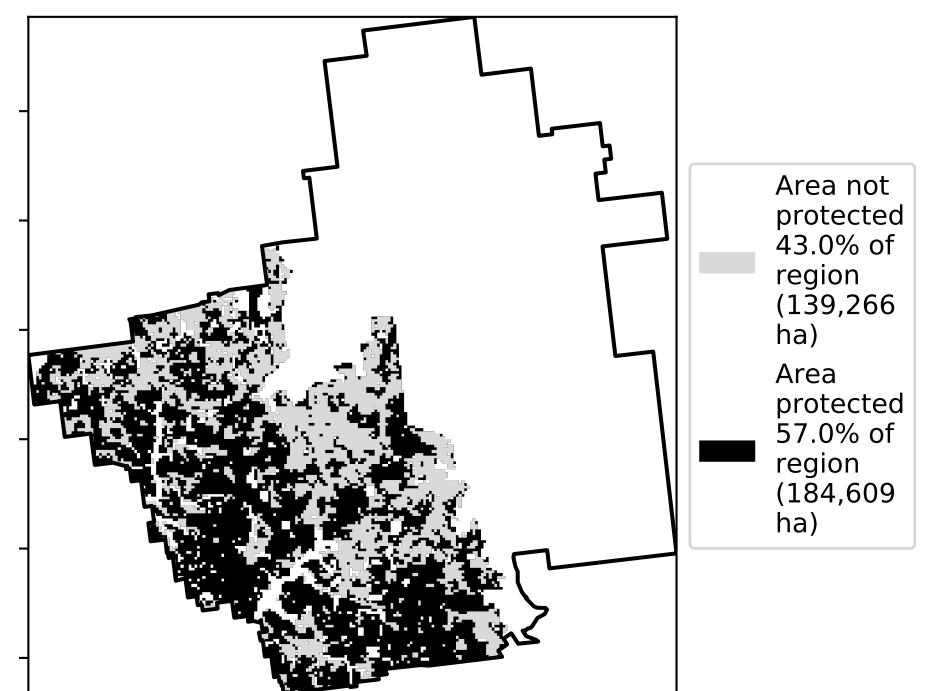 Area not
protected
43.0% of
region
(139,266
ha)
Area
protected
57.0% of
region
(184,609
ha)